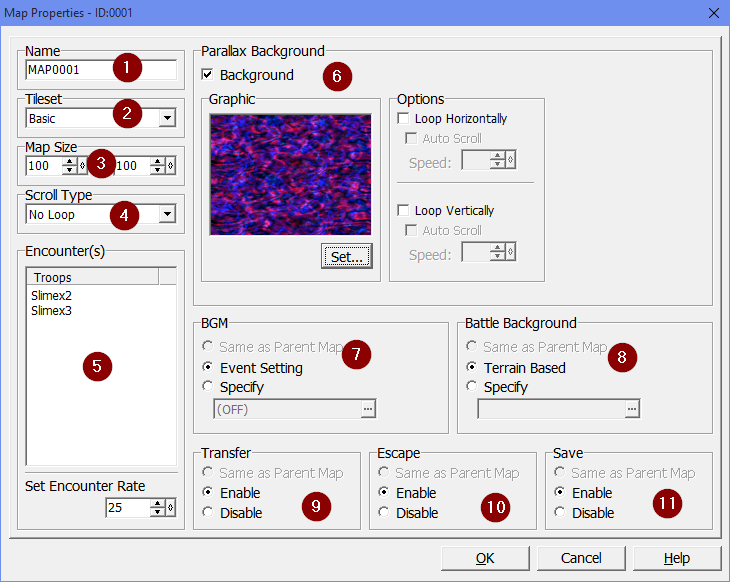 Map Properties - ID:0001
Name
MAP0001
1
Tileset
Basic
2
Map Size
100
3
100
Scroll Type
No Loop
4
Encounter(s)
Troops
Slimex2
Slimex3
5
Set Encounter Rate
25
Parallax Background
Background
6
Graphic
Set...
Options
Loop Horizontally
Auto Scroll
Speed:
Loop Vertically
Auto Scroll
Speed:
BGM
Same as Parent Map
7
Event Setting
Specify
(OFF)
...
Battle Background
Same as Parent Map
8
Terrain Based
Specify
...
Transfer
Same as Parent Map
Enable
9
Disable
Escape
Same as Parent Map
Enable
10
Disable
Save
Same as Parent Map
Enable
11
Disable
OK
Cancel
Help